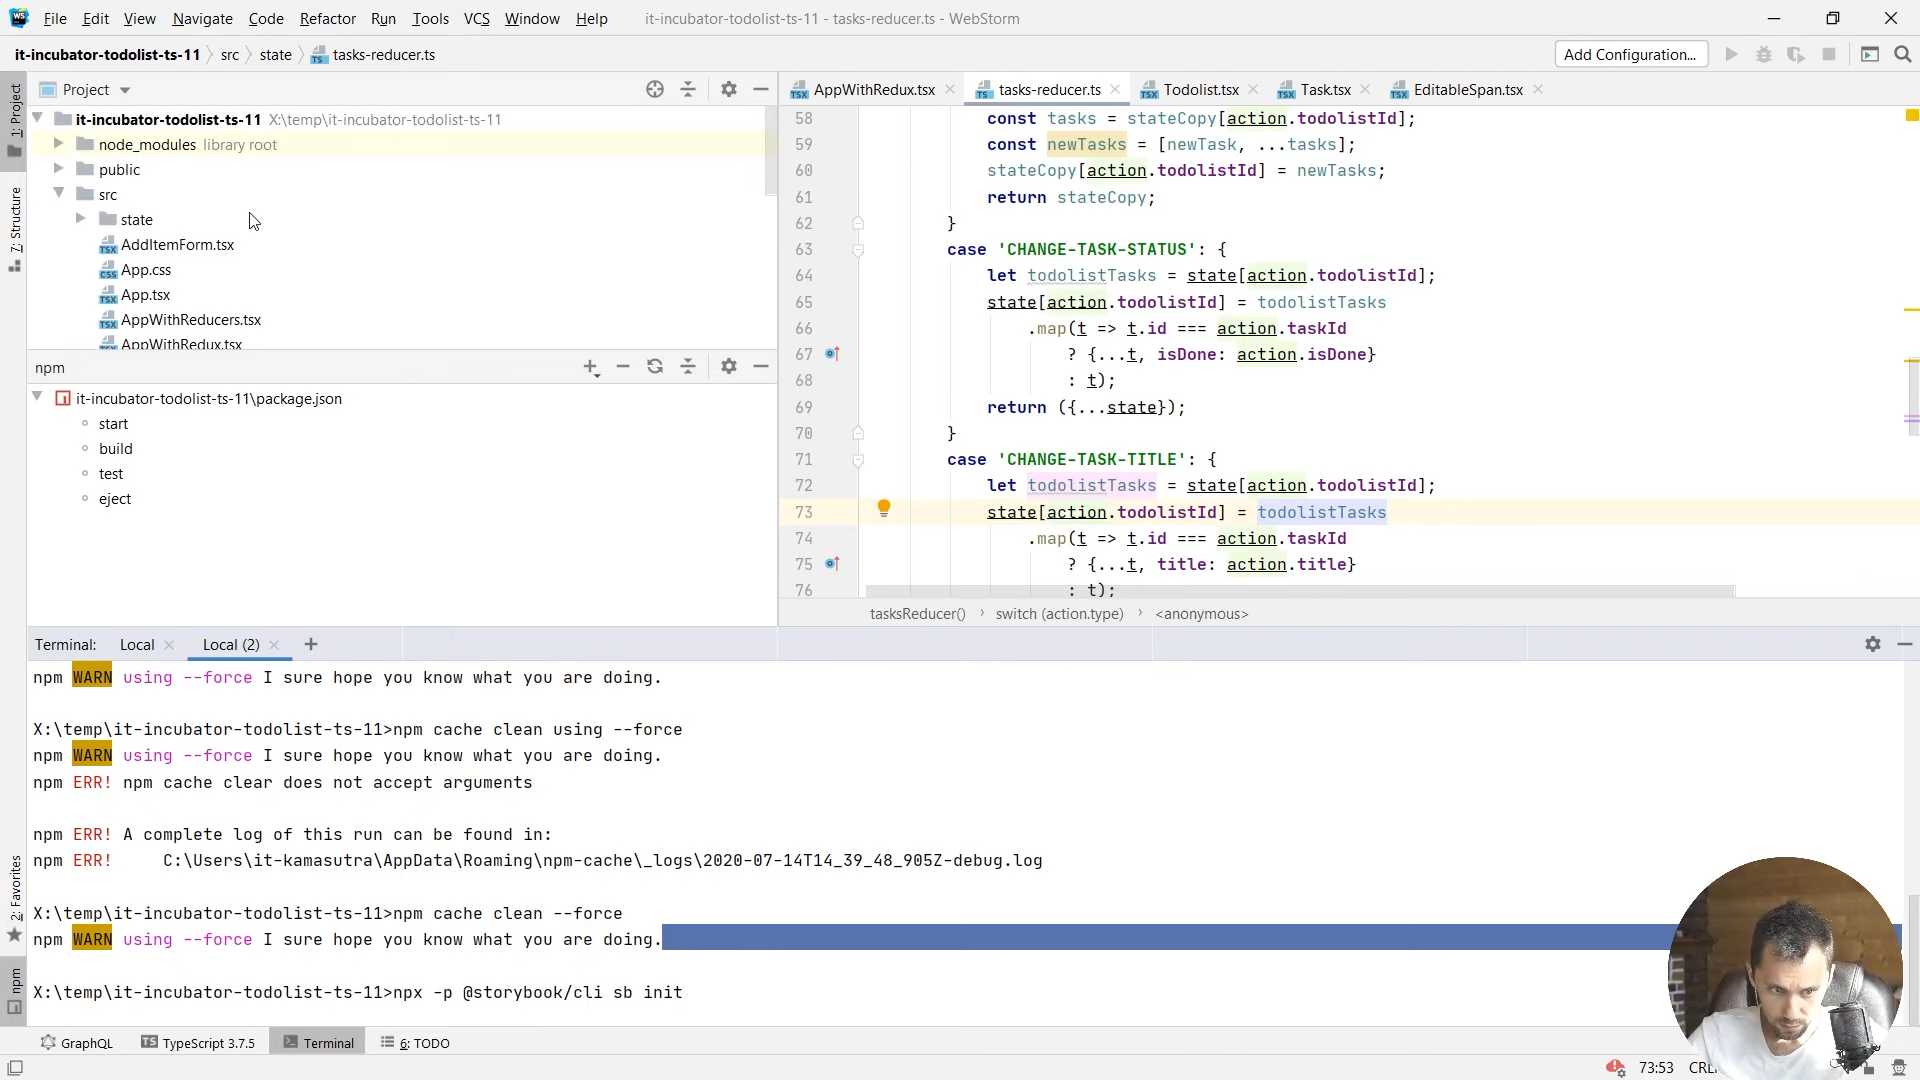 File Edit View Navigate Code Refactor Run Tools VCS Window Help it-incubator-todolist-ts-11 - tasks-reducer.ts - WebStorm
it-incubator-todolist-ts-11 src state tasks-reducer.ts Add Configuration...
1: Project
7: Structure
2: Favorites
npm
Project
it-incubator-todolist-ts-11 X:\temp\it-incubator-todolist-ts-11
node_modules library root
public
src
state
AddItemForm.tsx
App.css
App.tsx
AppWithReducers.tsx
AppWithRedux.tsx
npm
it-incubator-todolist-ts-11\package.json
start
build
test
eject
AppWithRedux.tsx tasks-reducer.ts Todolist.tsx Task.tsx EditableSpan.tsx
58 const tasks = stateCopy[action.todolistId];
59 const newTasks = [newTask, ...tasks];
60 stateCopy[action.todolistId] = newTasks;
61 return stateCopy;
62 }
63 case 'CHANGE-TASK-STATUS': {
64 let todolistTasks = state[action.todolistId];
65 state[action.todolistId] = todolistTasks
66 .map(t => t.id === action.taskId
67 ? {...t, isDone: action.isDone}
68 : t);
69 return ({...state});
70 }
71 case 'CHANGE-TASK-TITLE': {
72 let todolistTasks = state[action.todolistId];
73 state[action.todolistId] = todolistTasks
74 .map(t => t.id === action.taskId
75 ? {...t, title: action.title}
76 : t);
tasksReducer() switch (action.type) <anonymous>
Terminal: Local Local (2)
npm WARN using --force I sure hope you know what you are doing.
X:\temp\it-incubator-todolist-ts-11>npm cache clean using --force
npm WARN using --force I sure hope you know what you are doing.
npm ERR! npm cache clear does not accept arguments
npm ERR! A complete log of this run can be found in:
npm ERR! C:\Users\it-kamasutra\AppData\Roaming\npm-cache\_logs\2020-07-14T14_39_48_905Z-debug.log
X:\temp\it-incubator-todolist-ts-11>npm cache clean --force
npm WARN using --force I sure hope you know what you are doing.
X:\temp\it-incubator-todolist-ts-11>npx -p @storybook/cli sb init
GraphQL TypeScript 3.7.5 Terminal 6: TODO
73:53